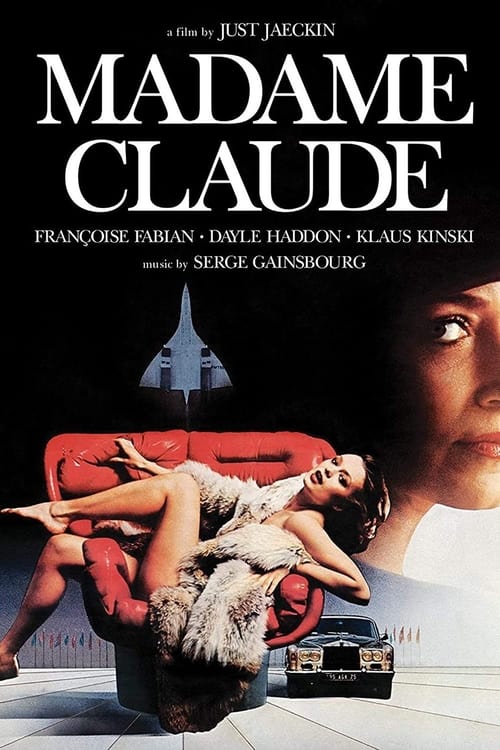 a film by JUST JAECKIN
MADAME
CLAUDE
FRANÇOISE FABIAN · DAYLE HADDON · KLAUS KINSKI
music by SERGE GAINSBOURG